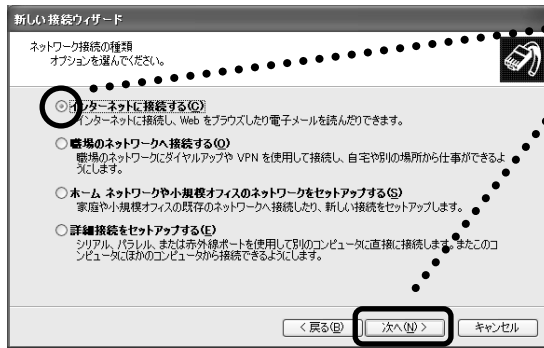 新しい接続ウィザード
ネットワーク接続の種類
オプションを選んでください。
インターネットに接続する(C)
インターネットに接続し、Web をブラウズしたり電子メールを読んだりできます。
職場のネットワークへ接続する(O)
職場のネットワークにダイヤルアップや VPN を使用して接続し、自宅や別の場所から仕事ができるよ
うにします。
ホーム ネットワークや小規模オフィスのネットワークをセットアップする(S)
家庭や小規模オフィスの既存のネットワークへ接続したり、新しい接続をセットアップします。
詳細接続をセットアップする(E)
シリアル、パラレル、または赤外線ポートを使用して別のコンピュータに直接に接続します。またこのコ
ンピュータにほかのコンピュータから接続できるようにします。
< 戻る(B) 次へ(N) > キャンセル